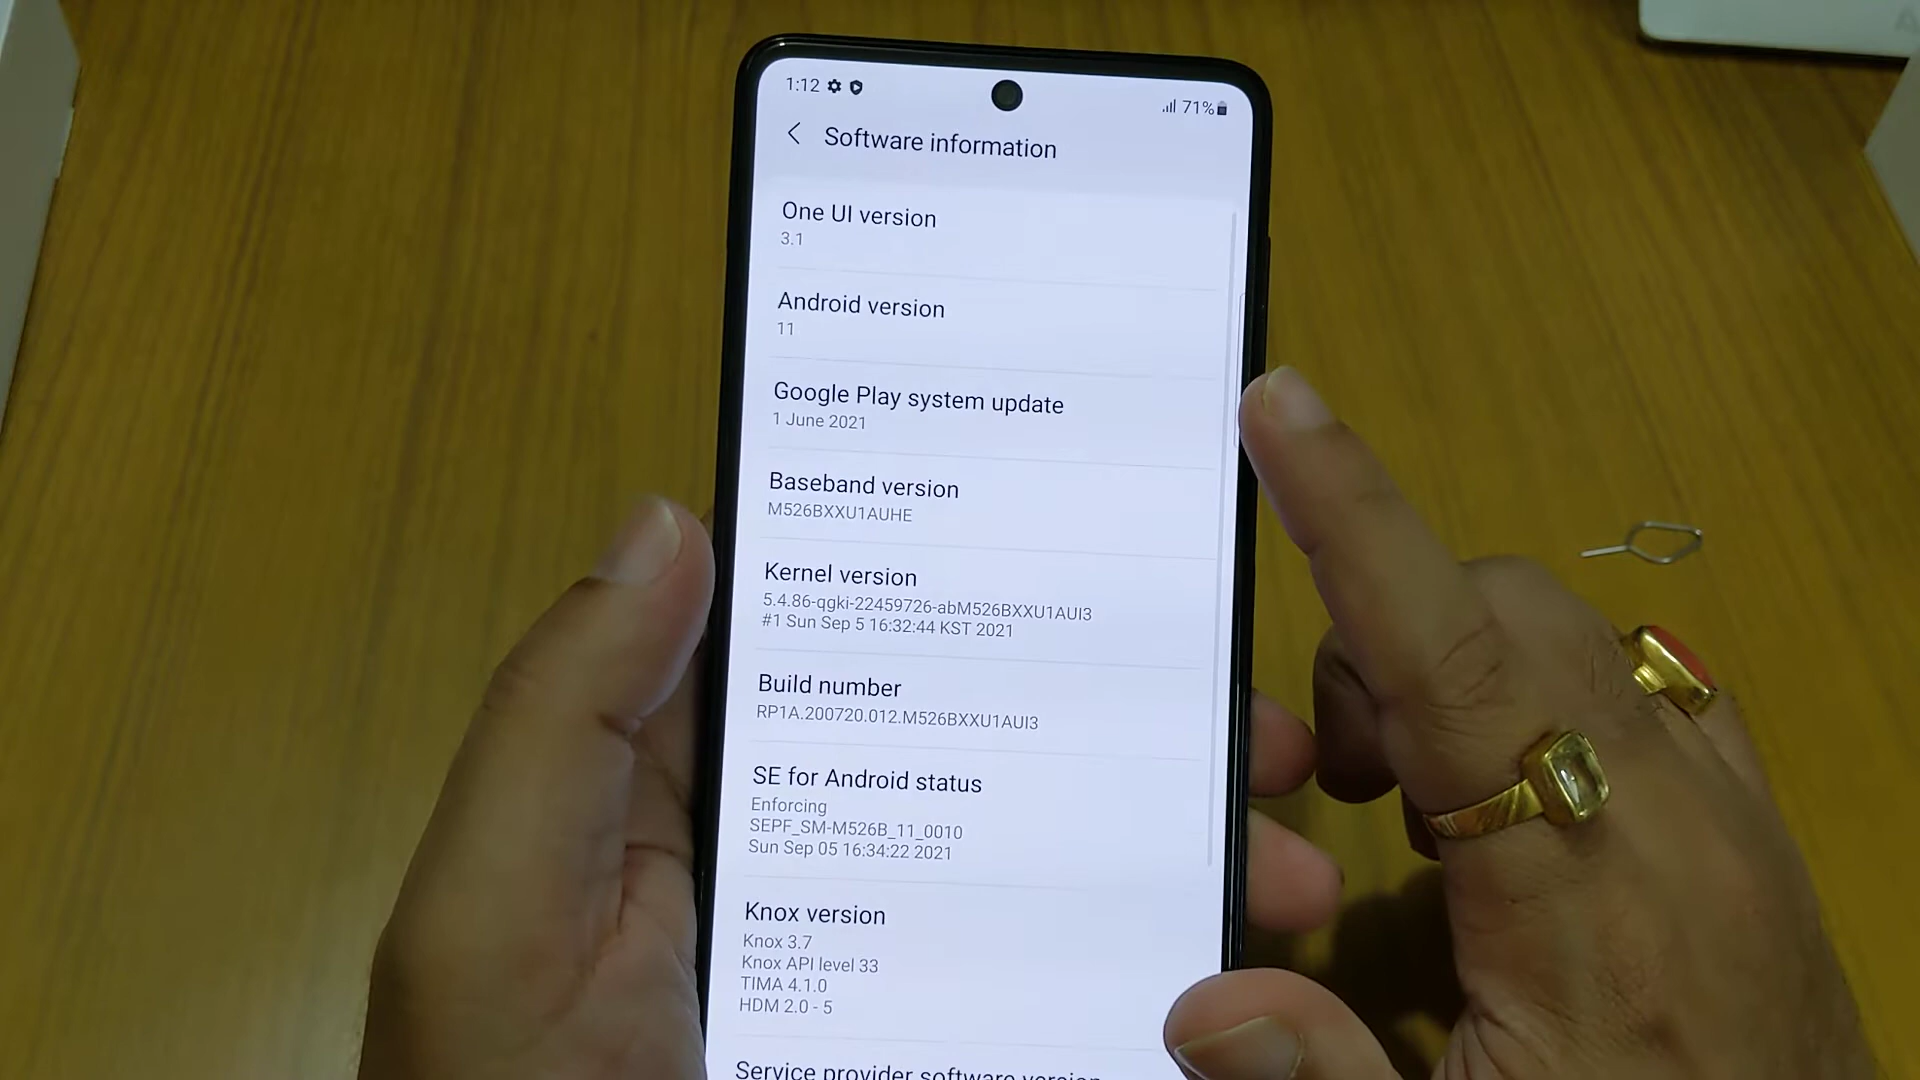 1:12
71%
Software information
One UI version
3.1
Android version
11
Google Play system update
1 June 2021
Baseband version
M526BXXU1AUHE
Kernel version
5.4.86-qgki-22459726-abM526BXXU1AUI3
#1 Sun Sep 5 16:32:44 KST 2021
Build number
RP1A.200720.012.M526BXXU1AUI3
SE for Android status
Enforcing
SEPF_SM-M526B_11_0010
Sun Sep 05 16:34:22 2021
Knox version
Knox 3.7
Knox API level 33
TIMA 4.1.0
HDM 2.0 - 5
Service provider software version